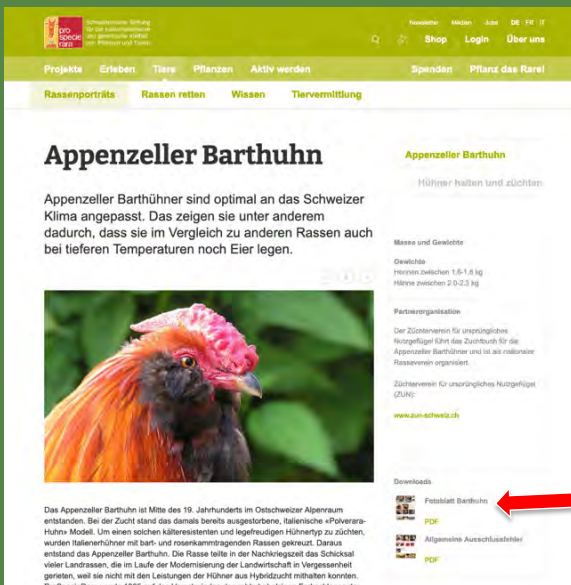 pro
specie
rara
Schweizerische Stiftung
für die kulturhistorische
und genetische Vielfalt
von Pflanzen und Tieren
Newsletter Medien Jobs DE FR IT
Shop Login Über uns
Projekte Erleben Tiere Pflanzen Aktiv werden Spenden Pflanz das Rare!
Rassenporträts Rassen retten Wissen Tiervermittlung
Appenzeller Barthuhn
Appenzeller Barthühner sind optimal an das Schweizer
Klima angepasst. Das zeigen sie unter anderem
dadurch, dass sie im Vergleich zu anderen Rassen auch
bei tieferen Temperaturen noch Eier legen.
Das Appenzeller Barthuhn ist Mitte des 19. Jahrhunderts im Ostschweizer Alpenraum
entstanden. Bei der Zucht stand das damals bereits ausgestorbene, italienische «Polverara-
Huhn» Modell. Um einen solchen kälteresistenten und legefreudigen Hühnertyp zu züchten,
wurden Italienerhühner mit bart- und rosenkammtragenden Rassen gekreuzt. Daraus
entstand das Appenzeller Barthuhn. Die Rasse teilte in der Nachkriegszeit das Schicksal
vieler Landrassen, die im Laufe der Modernisierung der Landwirtschaft in Vergessenheit
gerieten, weil sie nicht mit den Leistungen der Hühner aus Hybridzucht mithalten konnten.
Appenzeller Barthuhn
Hühner halten und züchten
Masse und Gewichte
Gewichte
Hennen zwischen 1,6-1,8 kg
Hähne zwischen 2.0-2,3 kg
Partnerorganisation
Der Züchterverein für ursprüngliches
Nutzgeflügel führt das Zuchtbuch für die
Appenzeller Barthühner und ist als nationaler
Rasseverein organisiert.
Züchterverein für ursprüngliches Nutzgeflügel
(ZUN):
www.zun-schweiz.ch
Downloads
Fotoblatt Barthuhn
PDF
Allgemeine Ausschlussfehler
PDF